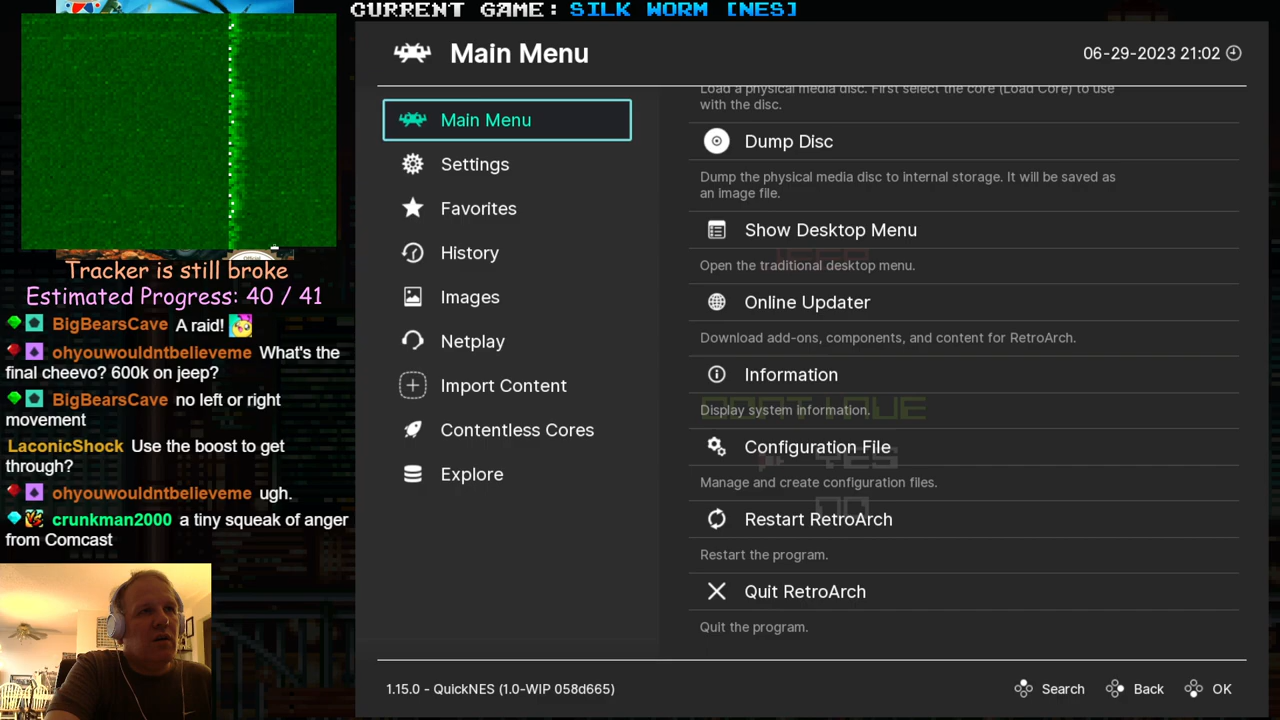 CURRENT GAME: SILK WORM [NES]
Main Menu
06-29-2023 21:02
Main Menu
Settings
Favorites
History
Images
Netplay
Import Content
Contentless Cores
Explore
Load a physical media disc. First select the core (Load Core) to use
with the disc.
Dump Disc
Dump the physical media disc to internal storage. It will be saved as
an image file.
Show Desktop Menu
Open the traditional desktop menu.
Online Updater
Download add-ons, components, and content for RetroArch.
Information
Display system information.
CONTINUE
Configuration File
YES
Manage and create configuration files.
NO
Restart RetroArch
Restart the program.
Quit RetroArch
Quit the program.
1.15.0 - QuickNES (1.0-WIP 058d665)
Search
Back
OK
Tracker is still broke
Estimated Progress: 40 / 41
BigBearsCave A raid!
ohyouwouldntbelieveme What's the
final cheevo? 600k on jeep?
BigBearsCave no left or right
movement
LaconicShock Use the boost to get
through?
ohyouwouldntbelieveme ugh.
crunkman2000 a tiny squeak of anger
from Comcast